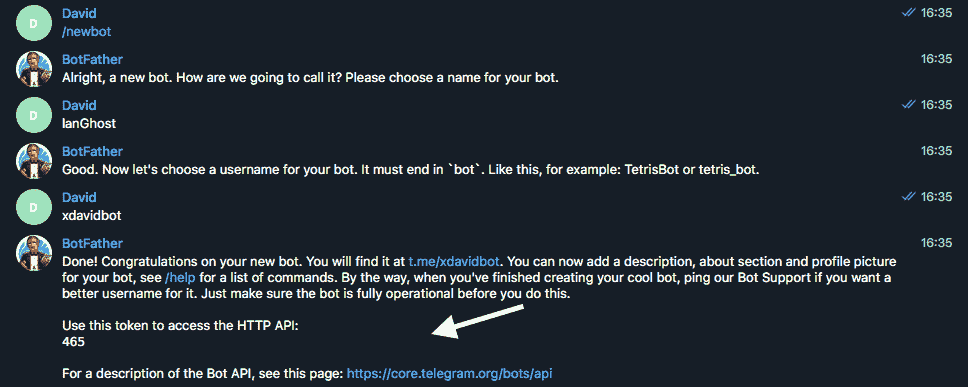 David 16:35
/newbot
BotFather 16:35
Alright, a new bot. How are we going to call it? Please choose a name for your bot.
D David 16:35
IanGhost
BotFather 16:35
Good. Now let's choose a username for your bot. It must end in `bot`. Like this, for example: TetrisBot or tetris_bot.
D David 16:35
xdavidbot
BotFather 16:35
Done! Congratulations on your new bot. You will find it at t.me/xdavidbot. You can now add a description, about section and profile picture
for your bot, see /help for a list of commands. By the way, when you've finished creating your cool bot, ping our Bot Support if you want a
better username for it. Just make sure the bot is fully operational before you do this.
Use this token to access the HTTP API:
465
For a description of the Bot API, see this page: https://core.telegram.org/bots/api